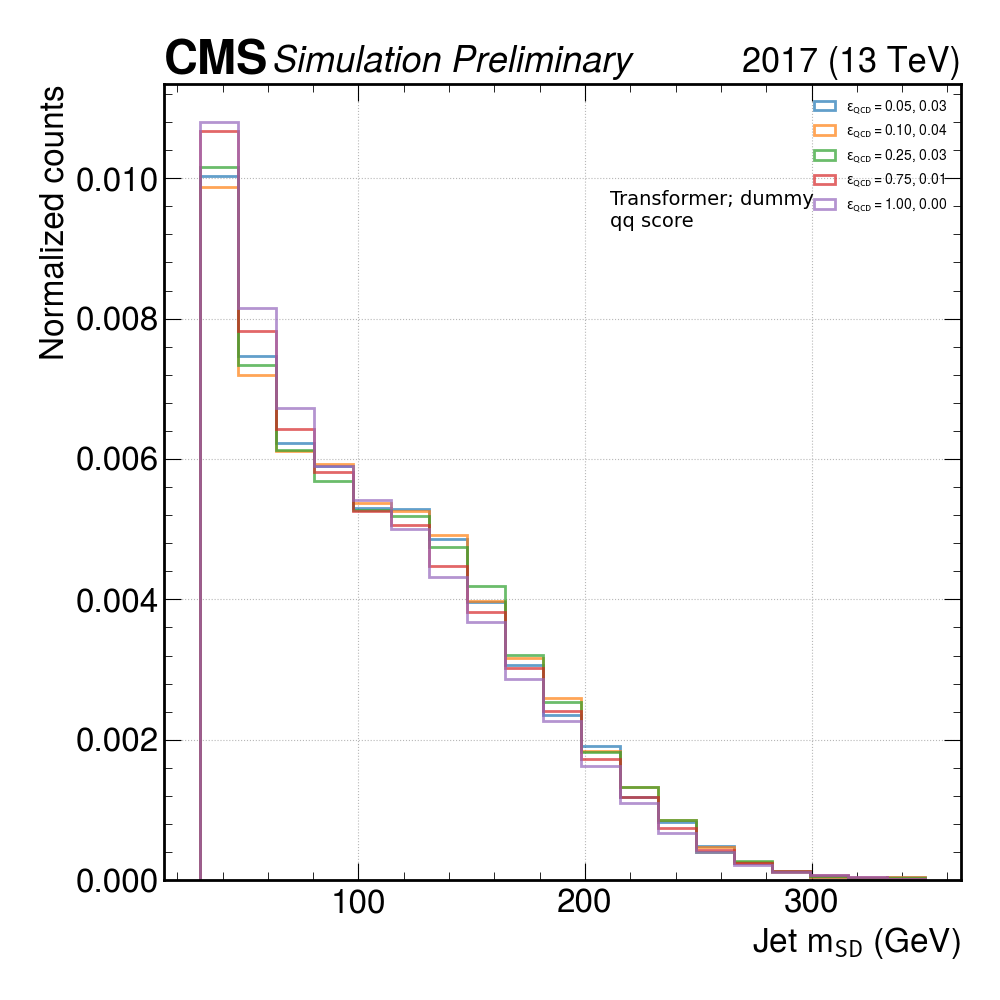 CMS Simulation Preliminary 2017 (13 TeV)
Normalized counts
εQCD = 0.05, 0.03
εQCD = 0.10, 0.04
εQCD = 0.25, 0.03
εQCD = 0.75, 0.01
εQCD = 1.00, 0.00
Transformer; dummy
qq score
0.010
0.008
0.006
0.004
0.002
0.000
100 200 300
Jet mSD (GeV)